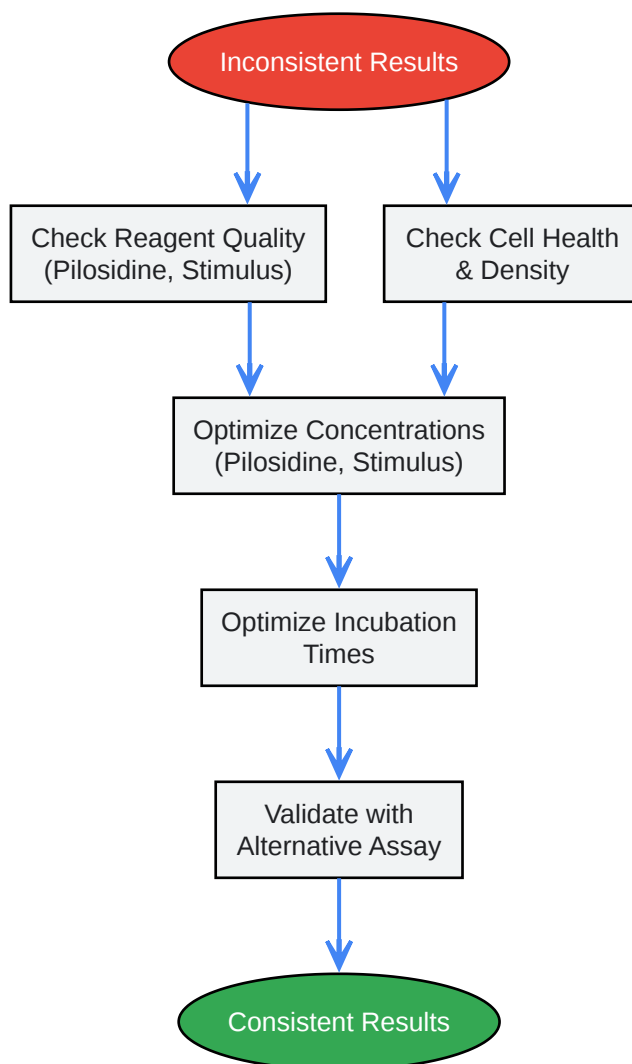 Inconsistent Results
Check Reagent Quality
(Pilosidine, Stimulus)
Check Cell Health
& Density
Optimize Concentrations
(Pilosidine, Stimulus)
Optimize Incubation
Times
Validate with
Alternative Assay
Consistent Results